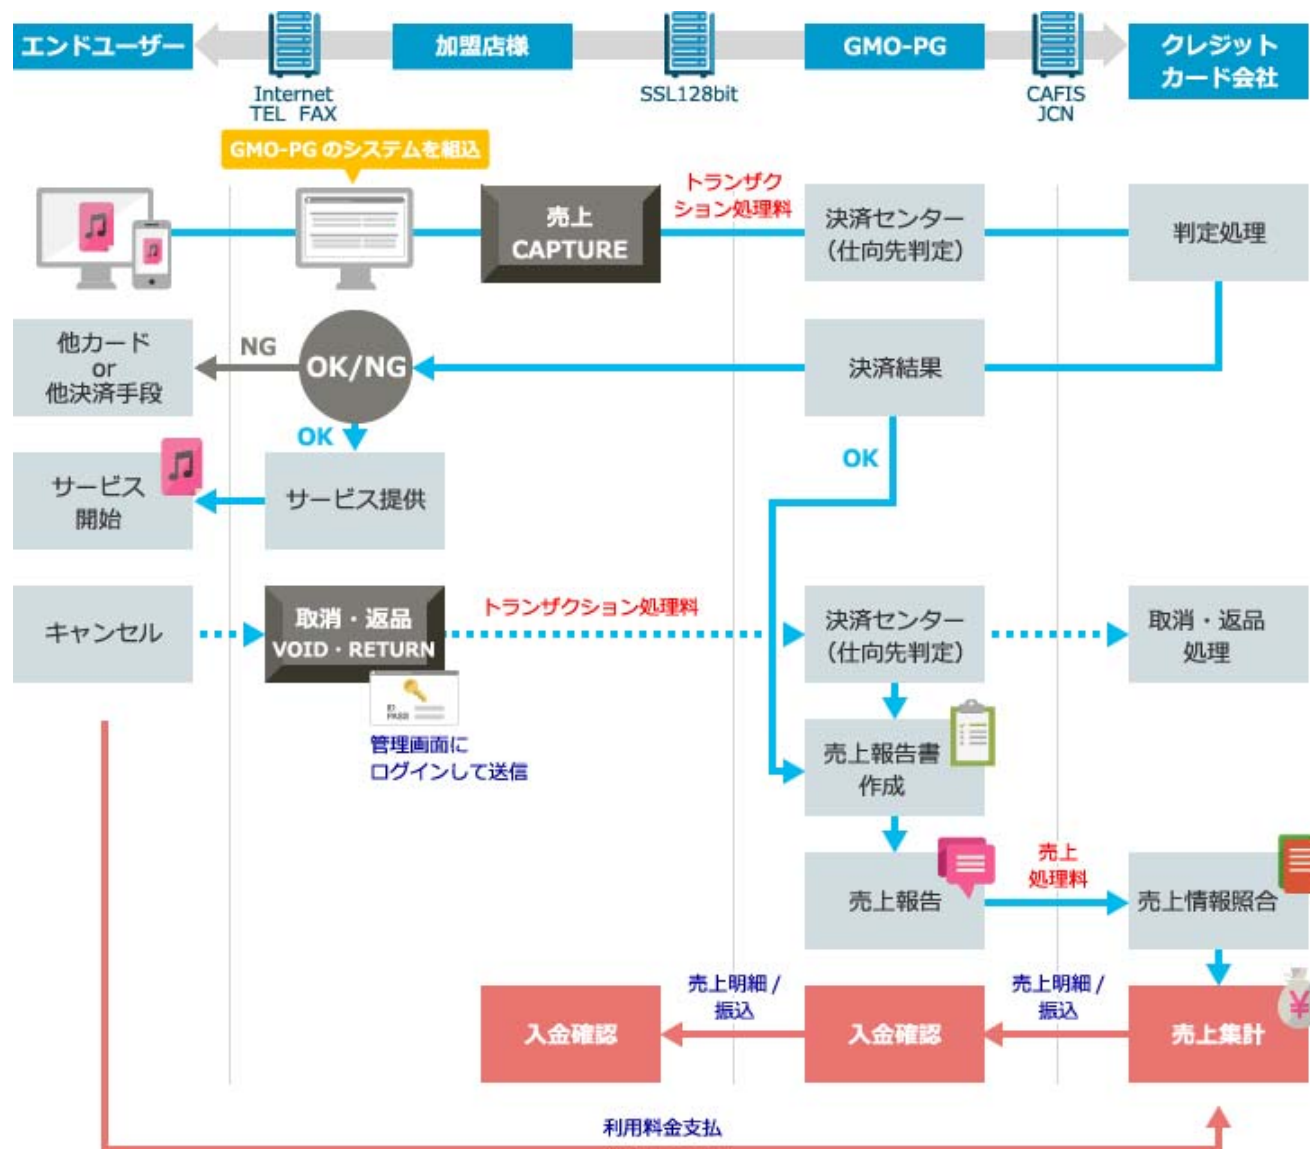 エンドユーザー
加盟店様
GMO-PG
クレジット
カード会社
Internet
TEL FAX
SSL128bit
CAFIS
JCN
GMO-PG のシステムを組込
売上
CAPTURE
トランザク
ション処理料
決済センター
（仕向先判定）
判定処理
他カード
or
他決済手段
NG
OK/NG
決済結果
OK
OK
サービス
開始
サービス提供
キャンセル
取消・返品
VOID・RETURN
トランザクション処理料
決済センター
（仕向先判定）
取消・返品
処理
ID
PASS
管理画面に
ログインして送信
売上報告書
作成
売上報告
売上
処理料
売上情報照合
入金確認
売上明細 /
振込
入金確認
売上明細 /
振込
売上集計
¥
利用料金支払